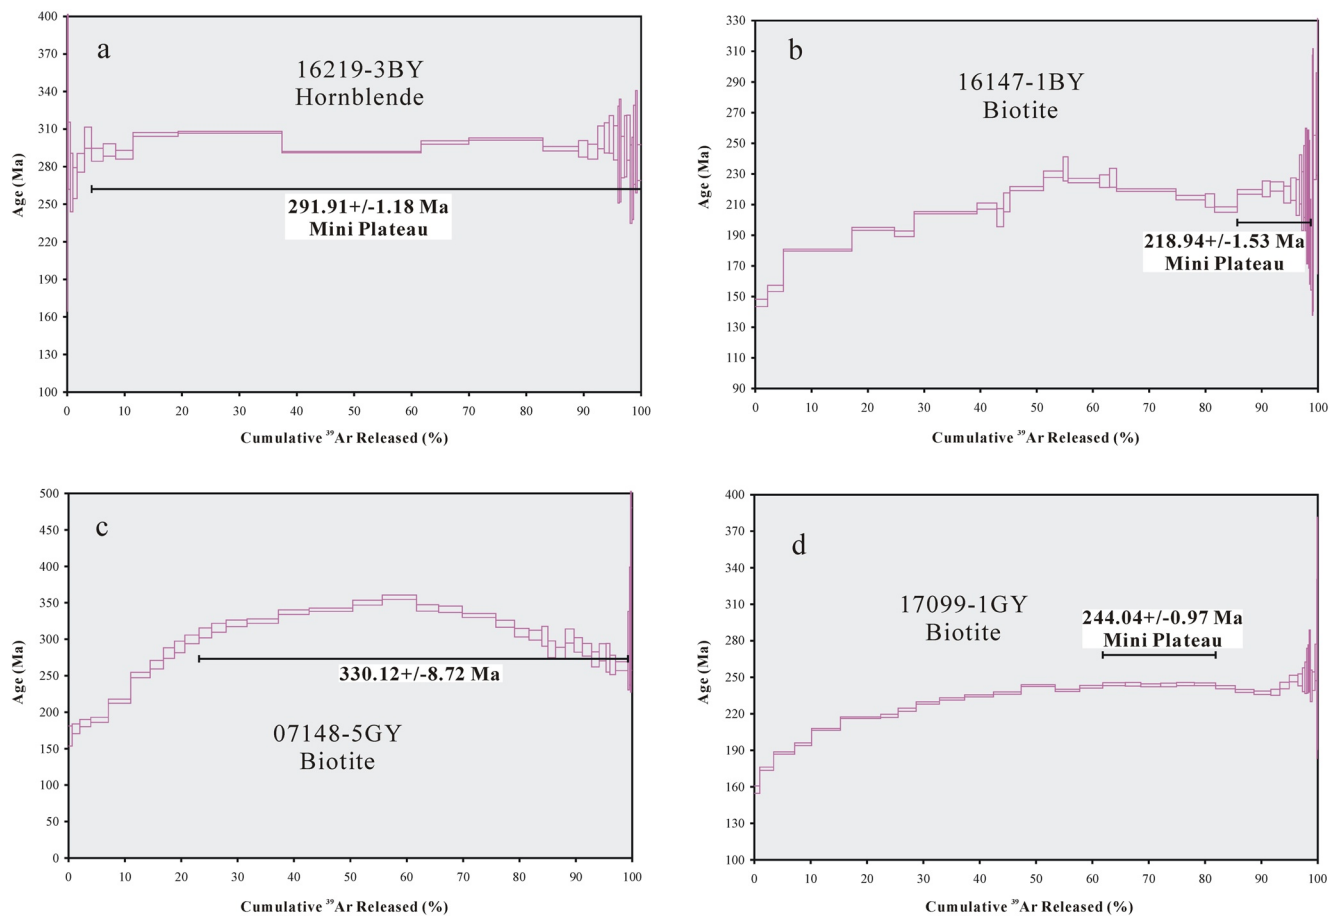 a
16219-3BY
Hornblende
291.91+/-1.18 Ma
Mini Plateau
Age (Ma)
400
370
340
310
280
250
220
190
160
130
100
0 10 20 30 40 50 60 70 80 90 100
Cumulative ³⁹Ar Released (%)
b
16147-1BY
Biotite
218.94+/-1.53 Ma
Mini Plateau
Age (Ma)
330
310
290
270
250
230
210
190
170
150
130
110
90
0 10 20 30 40 50 60 70 80 90 100
Cumulative ³⁹Ar Released (%)
c
330.12+/-8.72 Ma
07148-5GY
Biotite
Age (Ma)
500
450
400
350
300
250
200
150
100
50
0
0 10 20 30 40 50 60 70 80 90 100
Cumulative ³⁹Ar Released (%)
d
17099-1GY
Biotite
244.04+/-0.97 Ma
Mini Plateau
Age (Ma)
400
370
340
310
280
250
220
190
160
130
100
0 10 20 30 40 50 60 70 80 90 100
Cumulative ³⁹Ar Released (%)